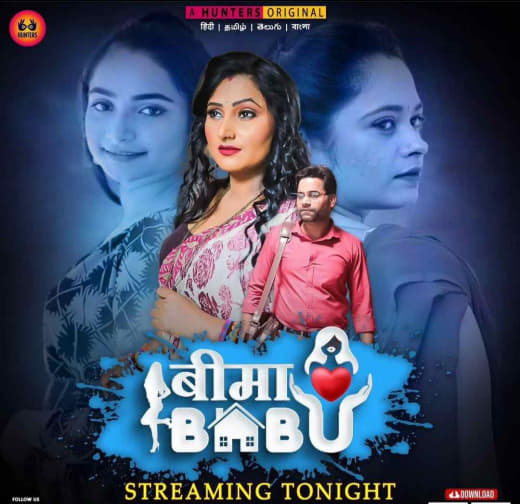 A HUNTERS ORIGINAL
हिंदी | தமிழ் | తెలుగు | বাংলা
HUNTERS
बीमा
BABU
STREAMING TONIGHT
FOLLOW US
DOWNLOAD